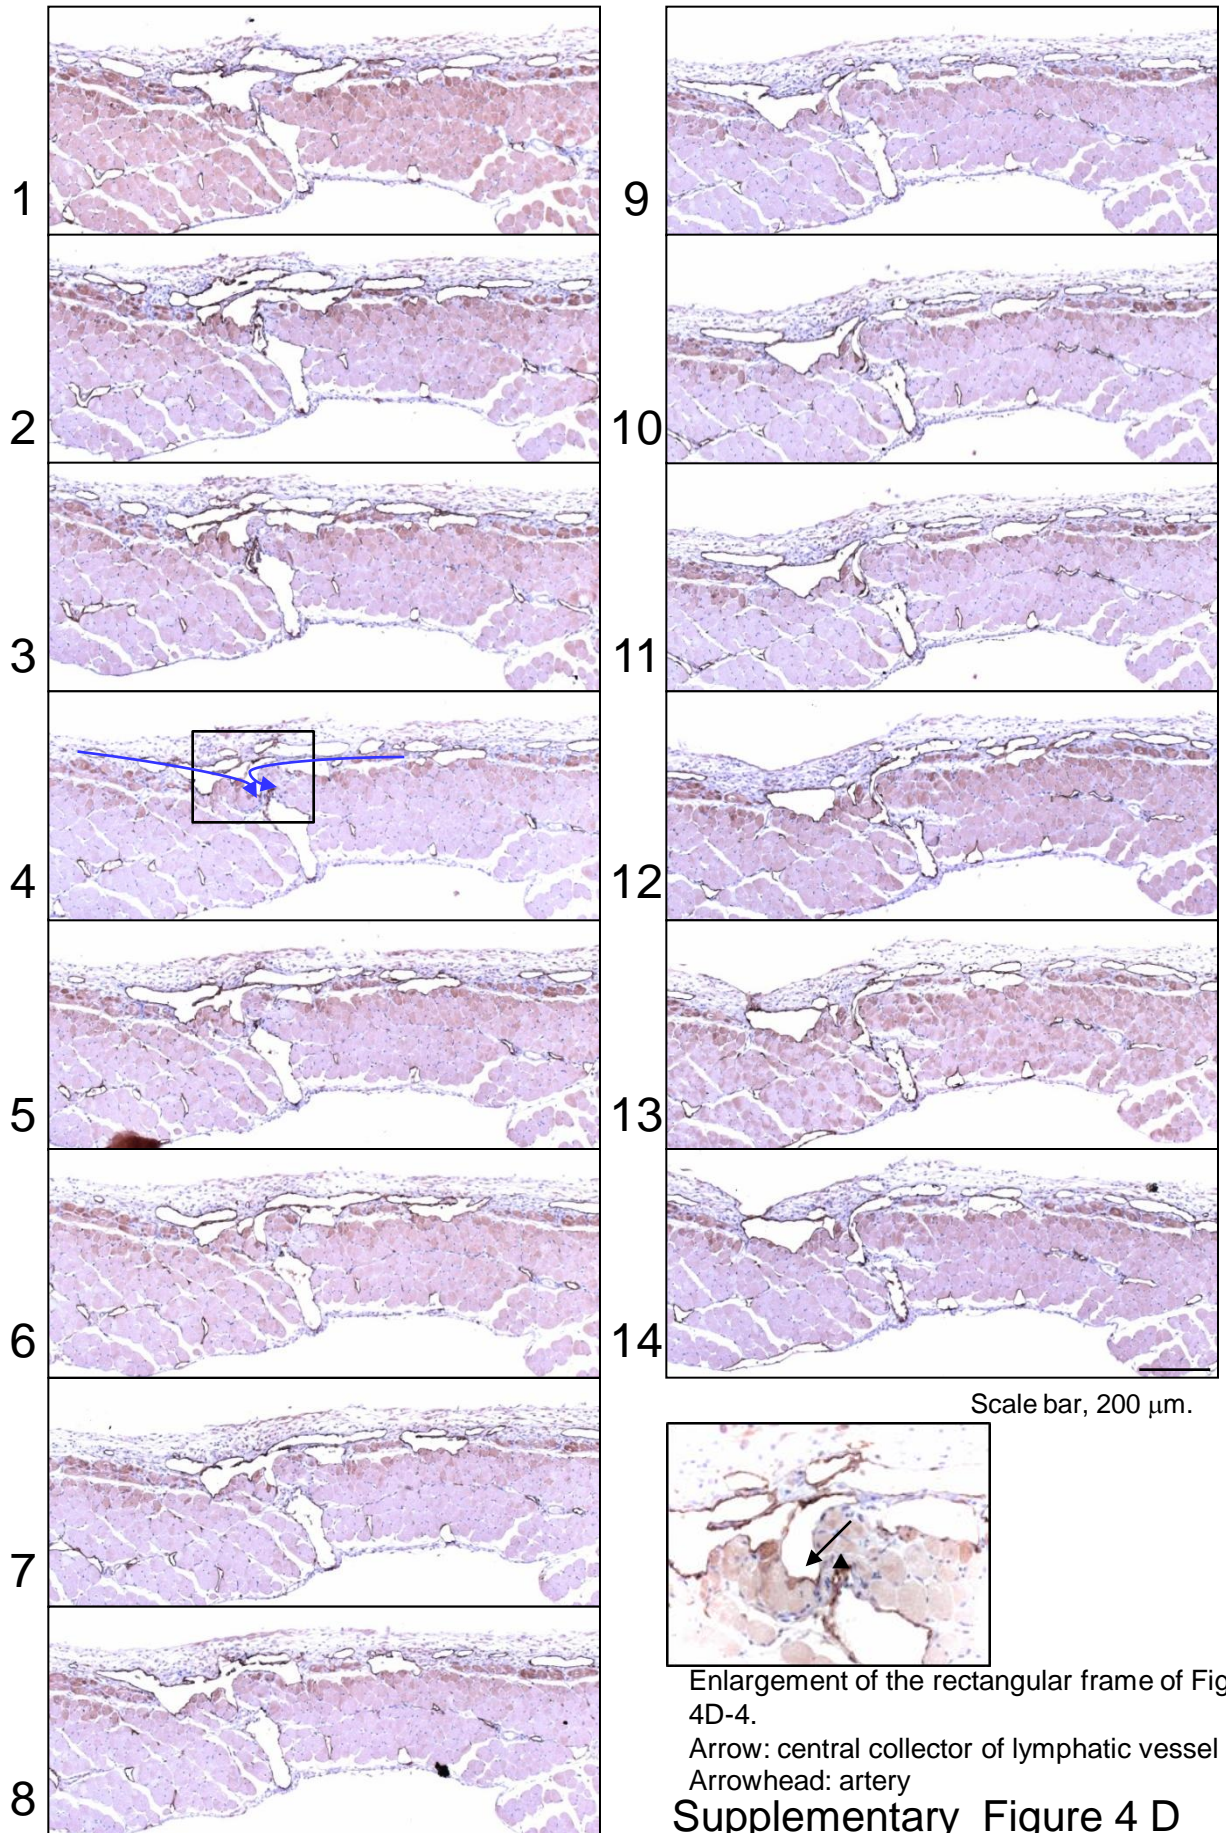 1
2
3
4
5
6
7
8
9
10
11
12
13
14
Scale bar, 200 μm.
Enlargement of the rectangular frame of Fig
4D-4.
Arrow: central collector of lymphatic vessel
Arrowhead: artery
Supplementary Figure 4 D